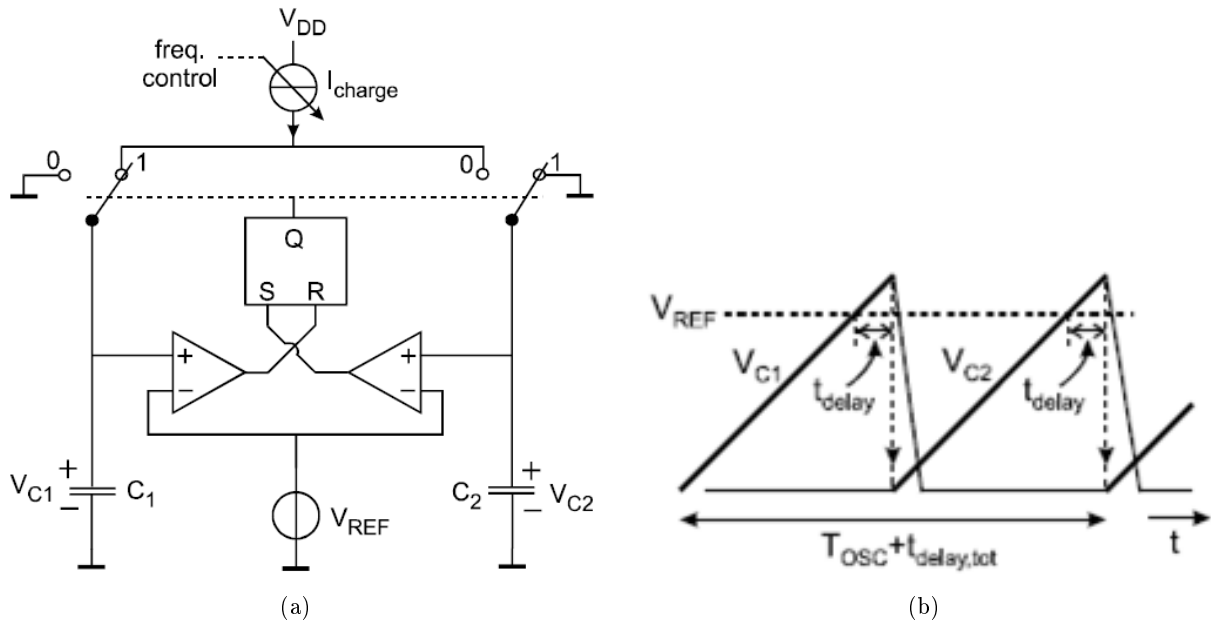 V_DD
freq.
control
I_charge
0
1
0
1
Q
S R
+
−
+
−
V_C1
+
−
C_1
V_REF
C_2
+
−
V_C2
(a)
V_REF
V_C1
t_delay
V_C2
t_delay
T_OSC+t_delay,tot
t
(b)